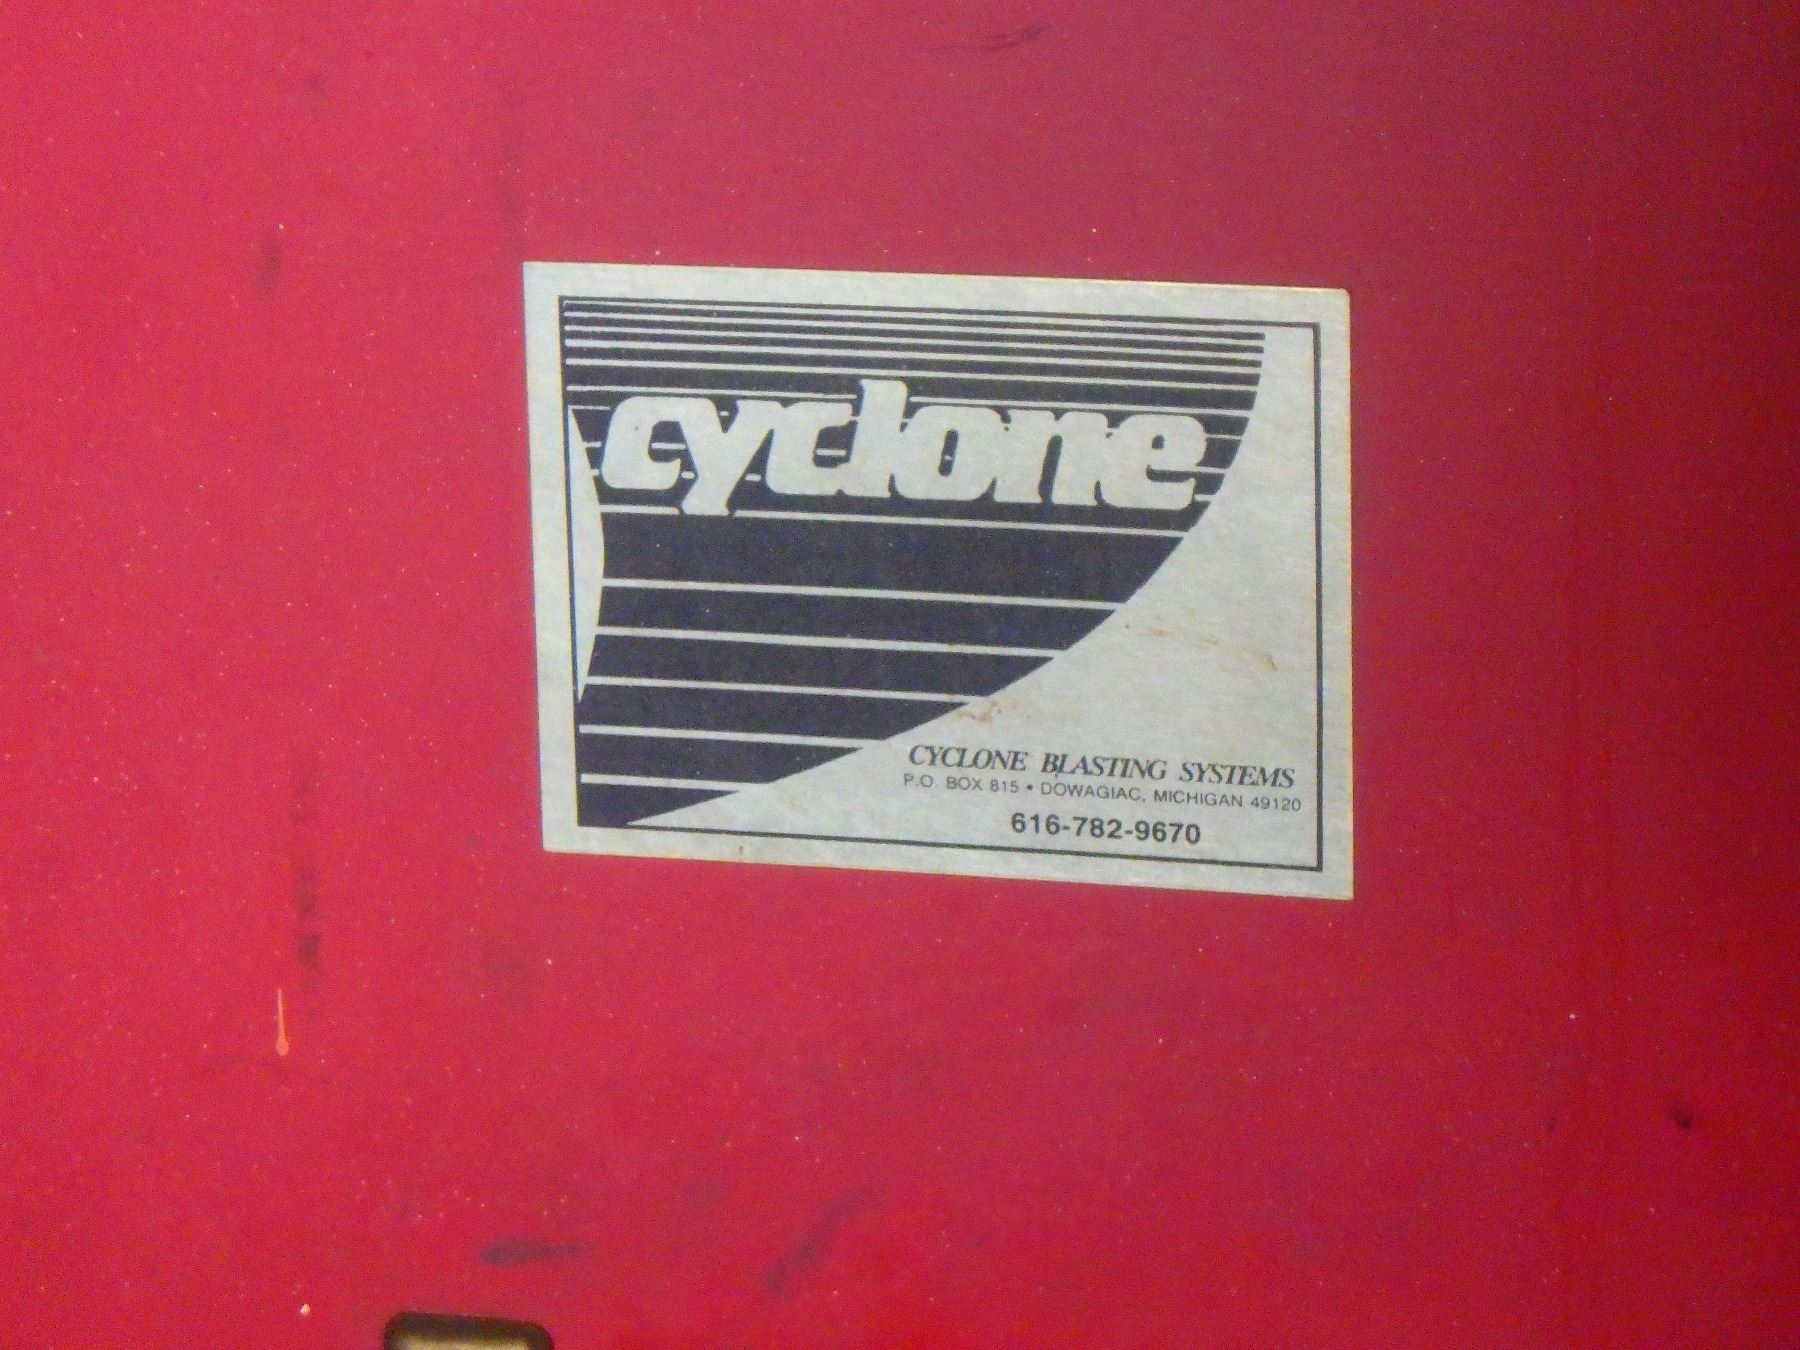 cyclone
CYCLONE BLASTING SYSTEMS
P.O. BOX 815 • DOWAGIAC, MICHIGAN 49120
616-782-9670